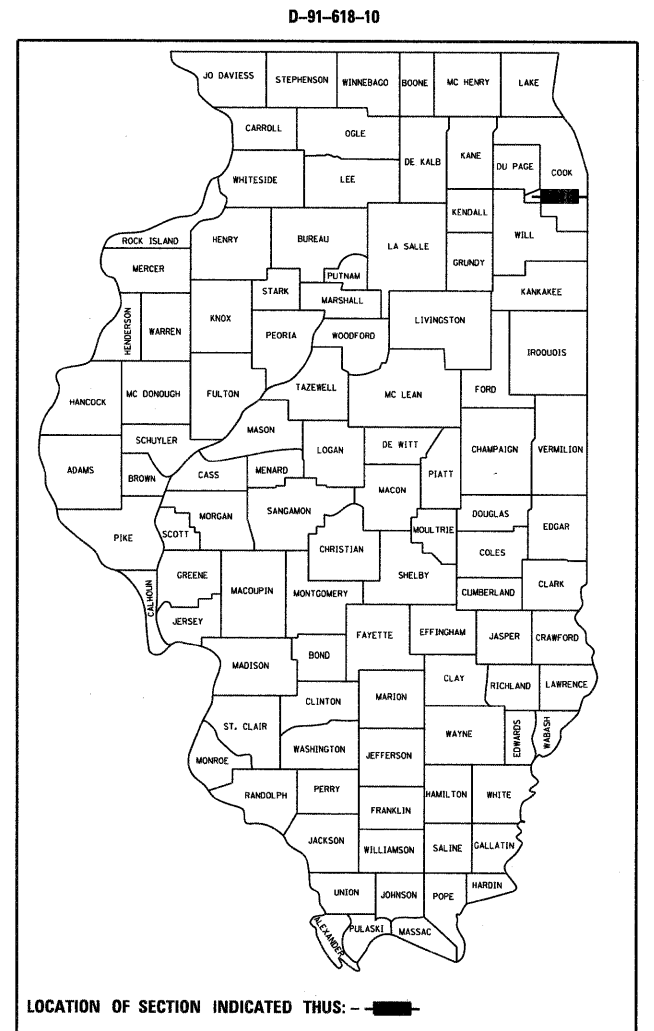 D-91-618-10
JO DAVIESS
STEPHENSON
WINNEBAGO
BOONE
MC HENRY
LAKE
CARROLL
OGLE
DE KALB
KANE
DU PAGE
COOK
WHITESIDE
LEE
KENDALL
WILL
ROCK ISLAND
HENRY
BUREAU
LA SALLE
GRUNDY
MERCER
PUTNAM
STARK
MARSHALL
KANKAKEE
HENDERSON
WARREN
KNOX
PEORIA
WOODFORD
LIVINGSTON
IROQUOIS
HANCOCK
MC DONOUGH
FULTON
TAZEWELL
MC LEAN
FORD
MASON
SCHUYLER
LOGAN
DE WITT
PIATT
CHAMPAIGN
VERMILION
ADAMS
BROWN
CASS
MENARD
MACON
MORGAN
SANGAMON
DOUGLAS
EDGAR
PIKE
SCOTT
CHRISTIAN
MOULTRIE
COLES
GREENE
MACOUPIN
MONTGOMERY
SHELBY
CUMBERLAND
CLARK
CALHOUN
JERSEY
FAYETTE
EFFINGHAM
JASPER
CRAWFORD
MADISON
BOND
CLAY
RICHLAND
LAWRENCE
CLINTON
MARION
ST. CLAIR
WAYNE
EDWARDS
WABASH
WASHINGTON
JEFFERSON
MONROE
RANDOLPH
PERRY
HAMILTON
WHITE
FRANKLIN
JACKSON
WILLIAMSON
SALINE
GALLATIN
UNION
JOHNSON
POPE
HARDIN
ALEXANDER
PULASKI
MASSAC
LOCATION OF SECTION INDICATED THUS: